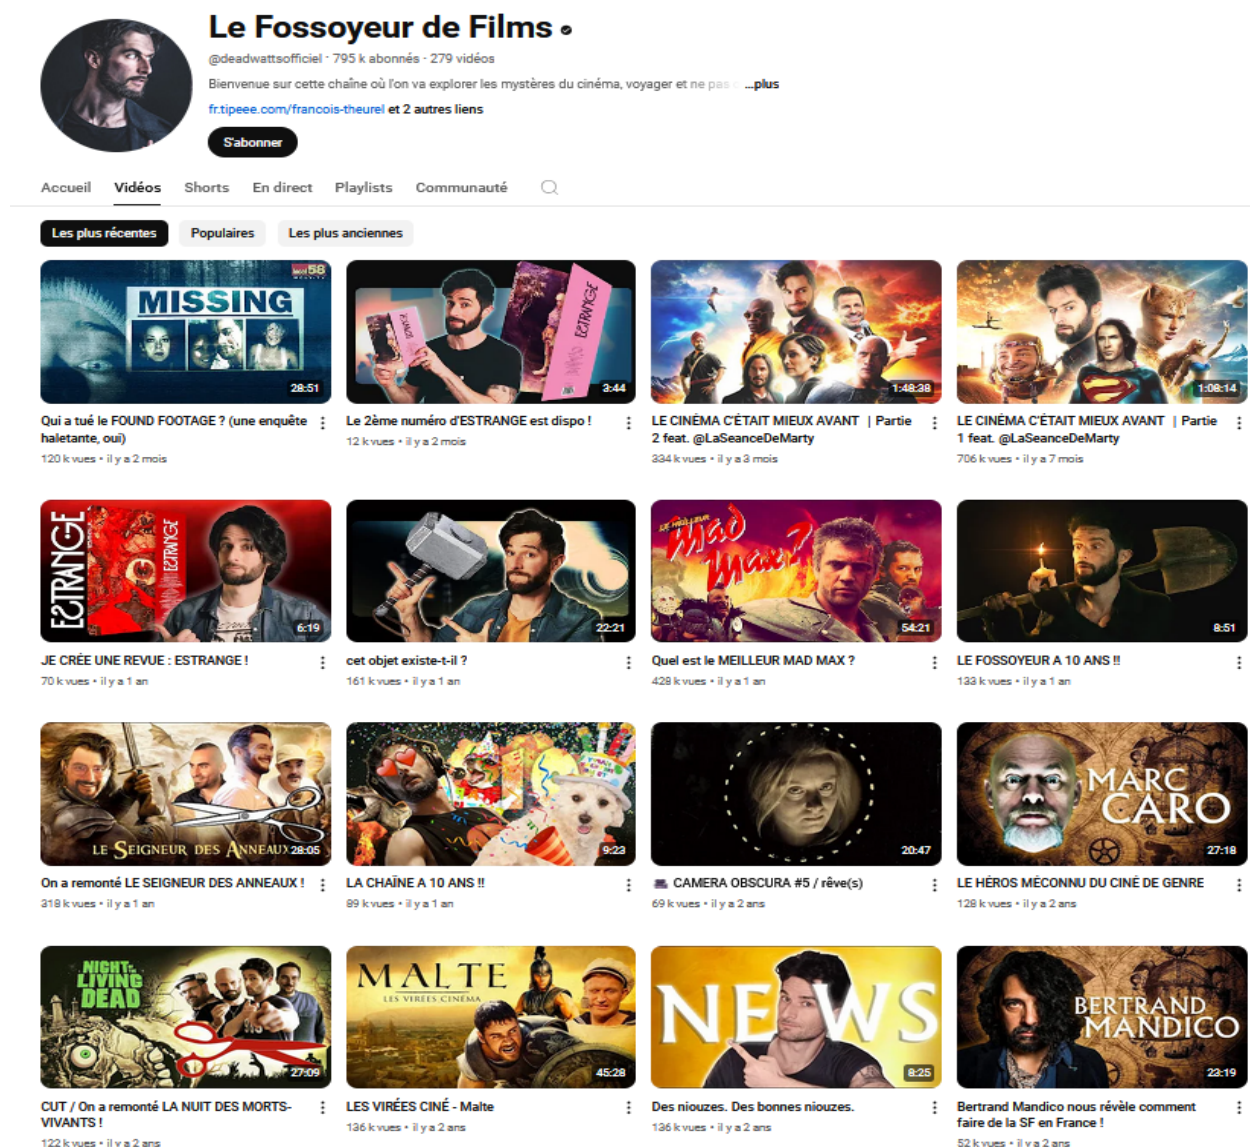 Le Fossoyeur de Films
@deadwattsofficiel · 795 k abonnés · 279 vidéos
Bienvenue sur cette chaîne où l'on va explorer les mystères du cinéma, voyager et ne pas ...plus
fr.tipeee.com/francois-theurel et 2 autres liens
S'abonner
Accueil Vidéos Shorts En direct Playlists Communauté
Les plus récentes Populaires Les plus anciennes
58
MISSING
28:51
ESTRANGE
ESTRANGE
3:44
1:48:38
1:08:14
Qui a tué le FOUND FOOTAGE ? (une enquête
haletante, oui)
120 k vues • il y a 2 mois
Le 2ème numéro d'ESTRANGE est dispo !
12 k vues • il y a 2 mois
LE CINÉMA C'ÉTAIT MIEUX AVANT | Partie
2 feat. @LaSeanceDeMarty
334 k vues • il y a 3 mois
LE CINÉMA C'ÉTAIT MIEUX AVANT | Partie
1 feat. @LaSeanceDeMarty
706 k vues • il y a 7 mois
ESTRANGE
ESTRANGE
6:19
22:21
LE MEILLEUR
Mad
Max?
54:21
8:51
JE CRÉE UNE REVUE : ESTRANGE !
70 k vues • il y a 1 an
cet objet existe-t-il ?
161 k vues • il y a 1 an
Quel est le MEILLEUR MAD MAX ?
428 k vues • il y a 1 an
LE FOSSOYEUR A 10 ANS !!
133 k vues • il y a 1 an
LE SEIGNEUR DES ANNEAUX
28:05
9:23
20:47
MARC
CARO
27:18
On a remonté LE SEIGNEUR DES ANNEAUX !
318 k vues • il y a 1 an
LA CHAÎNE A 10 ANS !!
89 k vues • il y a 1 an
CAMERA OBSCURA #5 / rêve(s)
69 k vues • il y a 2 ans
LE HÉROS MÉCONNU DU CINÉ DE GENRE
128 k vues • il y a 2 ans
NIGHT OF THE
LIVING
DEAD
27:09
MALTE
LES VIRÉES CINÉMA
45:28
NEWS
8:25
BERTRAND
MANDICO
23:19
CUT / On a remonté LA NUIT DES MORTS-
VIVANTS !
122 k vues • il y a 2 ans
LES VIRÉES CINÉ - Malte
136 k vues • il y a 2 ans
Des niouzes. Des bonnes niouzes.
136 k vues • il y a 2 ans
Bertrand Mandico nous révèle comment
faire de la SF en France !
52 k vues • il y a 2 ans